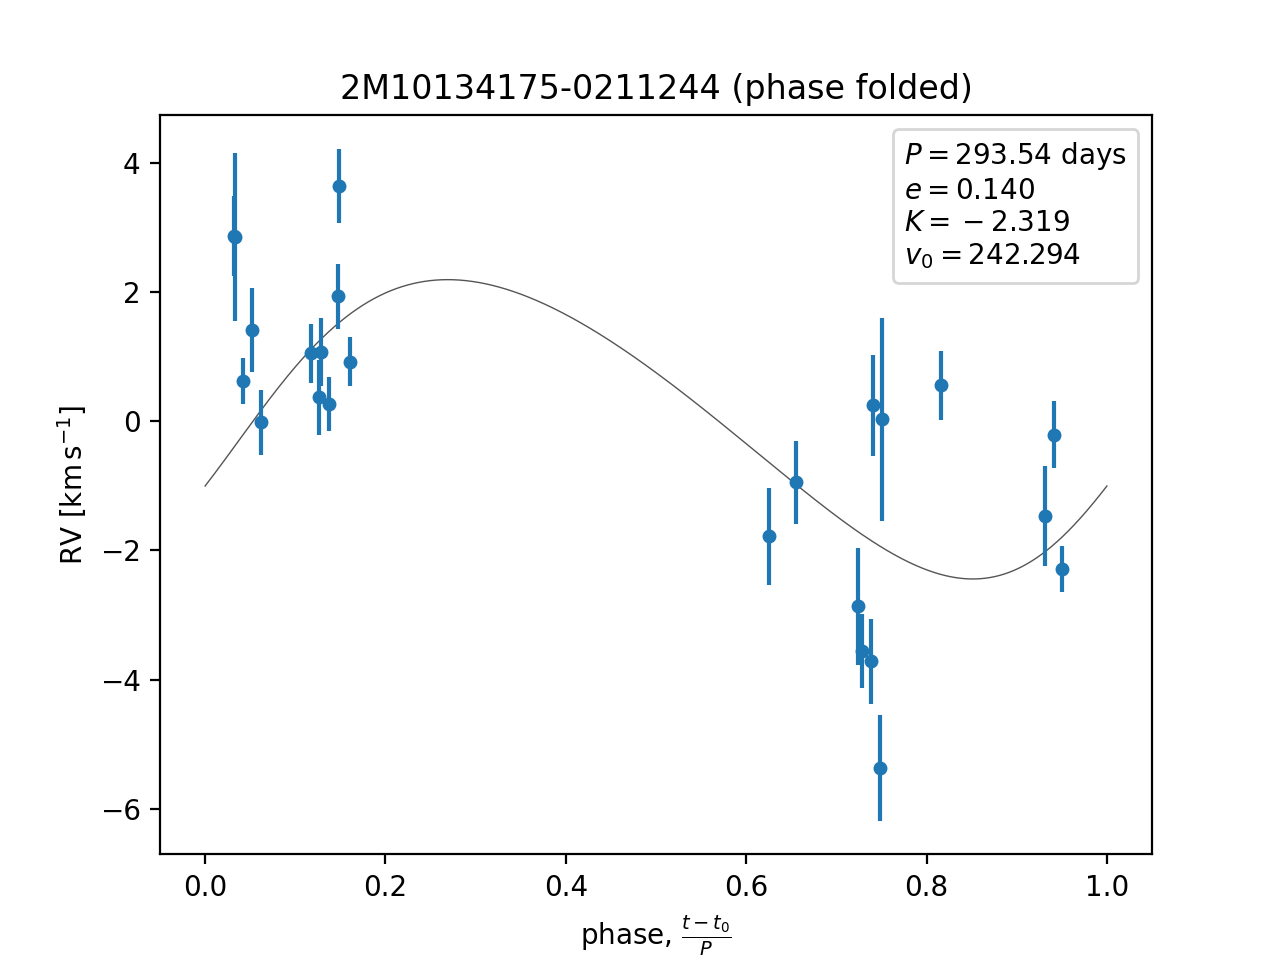 2M10134175-0211244 (phase folded)
P = 293.54 days
e = 0.140
K = −2.319
v₀ = 242.294
RV [km s⁻¹]
4
2
0
−2
−4
−6
0.0 0.2 0.4 0.6 0.8 1.0
phase, (t − t₀)/P